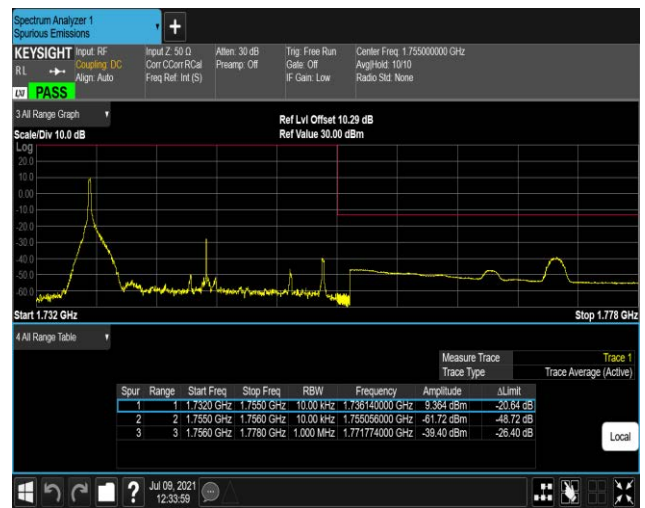 Spectrum Analyzer 1
Spurious Emissions
+
KEYSIGHT Input: RF
R L Coupling: DC
Align: Auto
LXI PASS
Input Z: 50 Ω
Corr CCorr RCal
Freq Ref: Int (S)
Atten: 30 dB
Preamp: Off
Trig: Free Run
Gate: Off
IF Gain: Low
Center Freq: 1.755000000 GHz
Avg|Hold: 10/10
Radio Std: None
3 All Range Graph
Scale/Div 10.0 dB
Ref Lvl Offset 10.29 dB
Ref Value 30.00 dBm
Log
20.0
10.0
0.00
-10.0
-20.0
-30.0
-40.0
-50.0
-60.0
Start 1.732 GHz
Stop 1.778 GHz
4 All Range Table
Measure Trace Trace 1
Trace Type Trace Average (Active)
Spur Range Start Freq Stop Freq RBW Frequency Amplitude ΔLimit
1 1 1.7320 GHz 1.7550 GHz 10.00 kHz 1.736140000 GHz 9.364 dBm -20.64 dB
2 2 1.7550 GHz 1.7560 GHz 10.00 kHz 1.755056000 GHz -61.72 dBm -48.72 dB
3 3 1.7560 GHz 1.7780 GHz 1.000 MHz 1.771774000 GHz -39.40 dBm -26.40 dB
Local
?
Jul 09, 2021
12:33:59